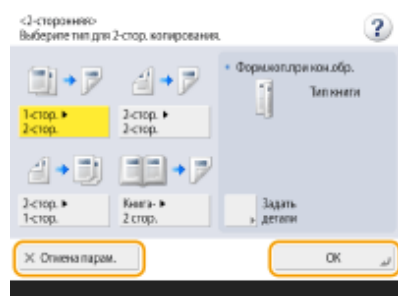 <2-сторонняя>
Выберите тип для 2-стор. копирования.
?
Форм.коп.при кон.обр.
Тип книги
1-стор. ►
2-стор.
2-стор. ►
2-стор.
2-стор. ►
1-стор.
Книга- ►
2 стор.
Задать
детали
× Отмена парам.
OK